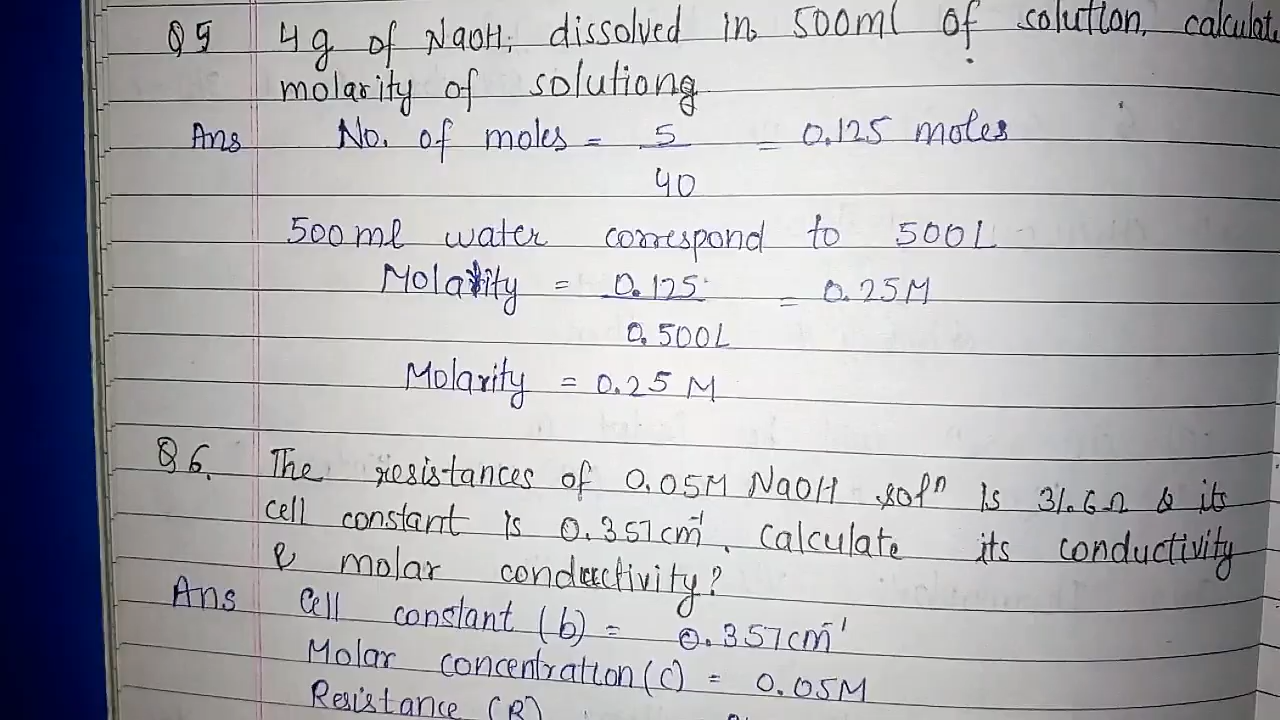 Q5 4g of NaOH, dissolved in 500ml of solution, calculate
molarity of solutiong
Ans No. of moles = 5/40 = 0.125 moles
500ml water correspond to 500L
Molarity = 0.125/0.500L = 0.25M
Molarity = 0.25 M
Q6. The resistances of 0.05M NaOH solⁿ is 31.6Ω & its
cell constant is 0.357cm⁻¹. Calculate its conductivity
& molar conductivity?
Ans Cell constant (b) = 0.357cm⁻¹
Molar concentration (C) = 0.05M
Resistance (R)